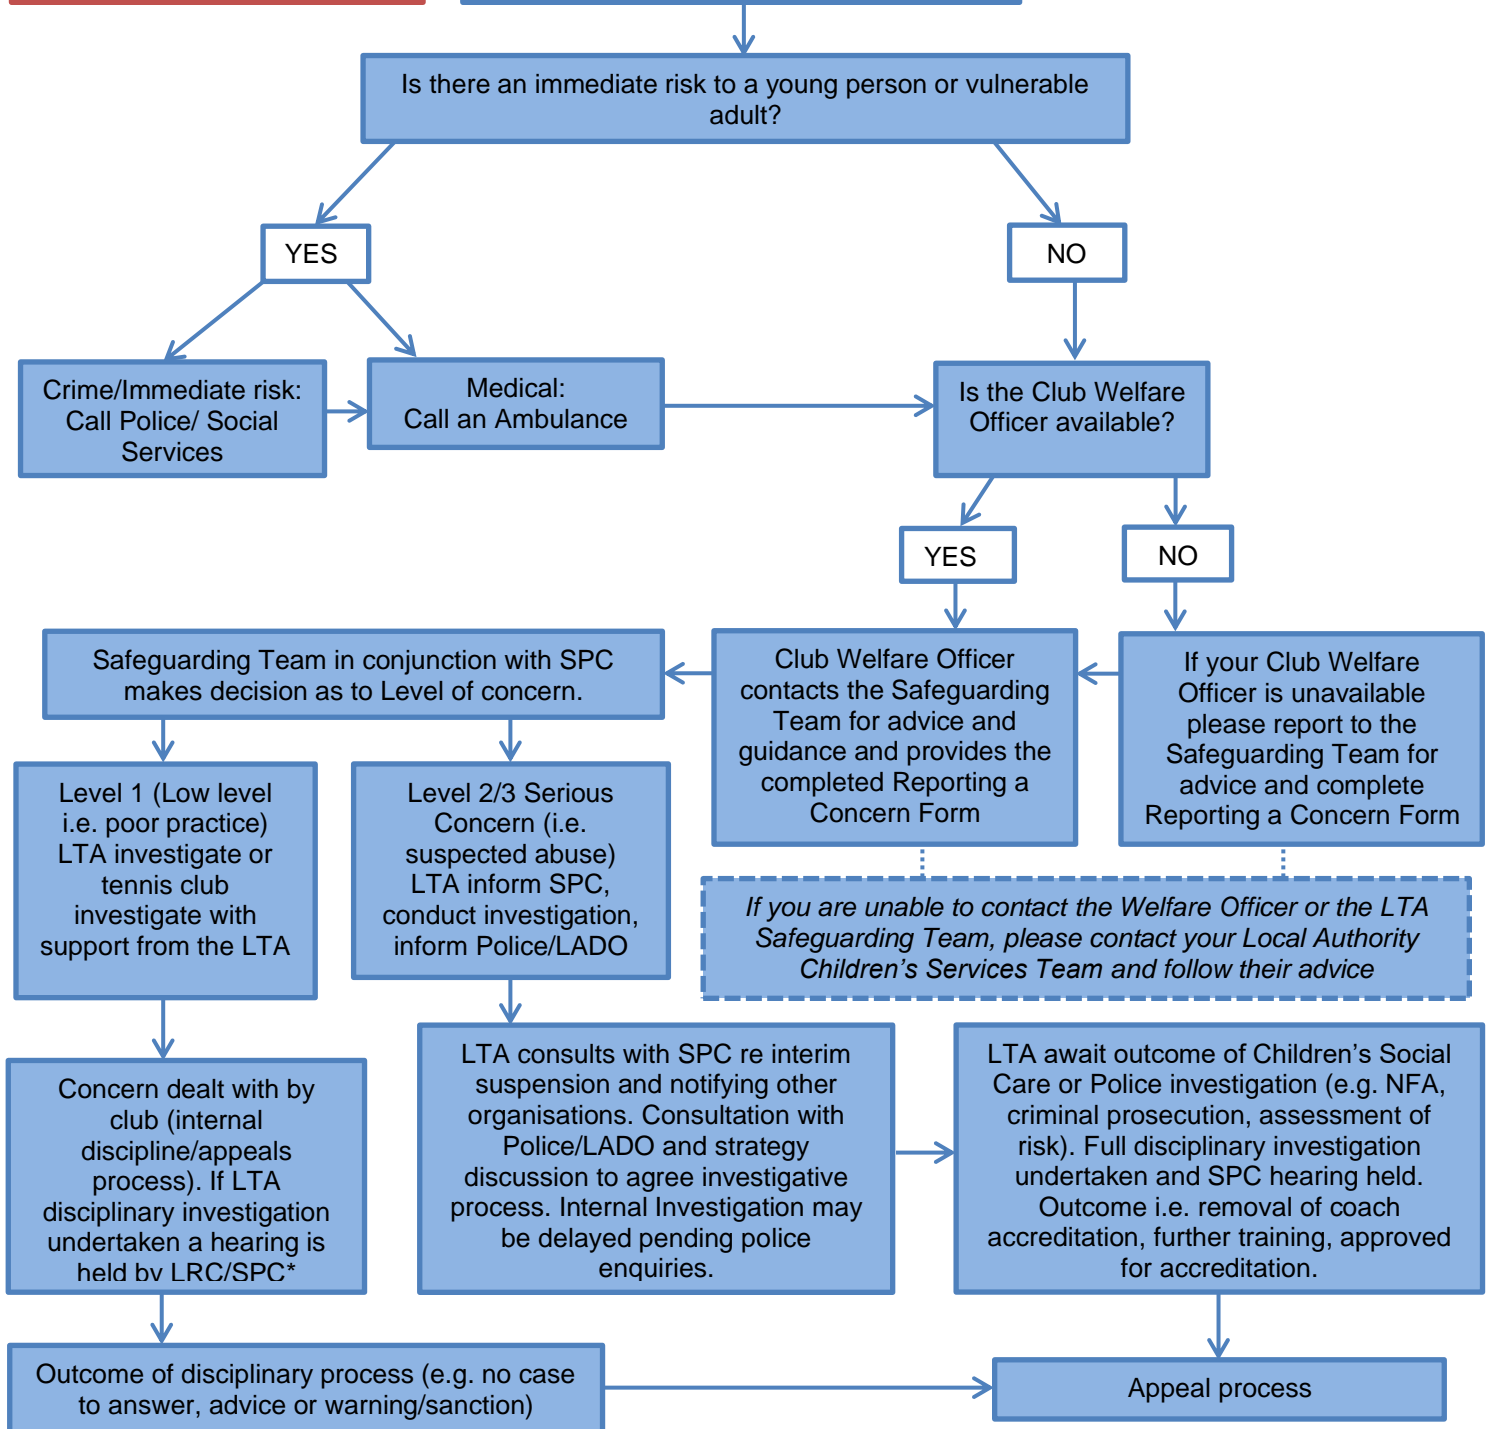 Is there an immediate risk to a young person or vulnerable
adult?
YES
NO
Crime/Immediate risk:
Call Police/ Social
Services
Medical:
Call an Ambulance
Is the Club Welfare
Officer available?
YES
NO
Safeguarding Team in conjunction with SPC
makes decision as to Level of concern.
Club Welfare Officer
contacts the Safeguarding
Team for advice and
guidance and provides the
completed Reporting a
Concern Form
If your Club Welfare
Officer is unavailable
please report to the
Safeguarding Team for
advice and complete
Reporting a Concern Form
Level 1 (Low level
i.e. poor practice)
LTA investigate or
tennis club
investigate with
support from the LTA
Level 2/3 Serious
Concern (i.e.
suspected abuse)
LTA inform SPC,
conduct investigation,
inform Police/LADO
If you are unable to contact the Welfare Officer or the LTA
Safeguarding Team, please contact your Local Authority
Children’s Services Team and follow their advice
Concern dealt with by
club (internal
discipline/appeals
process). If LTA
disciplinary investigation
undertaken a hearing is
held by LRC/SPC*
LTA consults with SPC re interim
suspension and notifying other
organisations. Consultation with
Police/LADO and strategy
discussion to agree investigative
process. Internal Investigation may
be delayed pending police
enquiries.
LTA await outcome of Children’s Social
Care or Police investigation (e.g. NFA,
criminal prosecution, assessment of
risk). Full disciplinary investigation
undertaken and SPC hearing held.
Outcome i.e. removal of coach
accreditation, further training, approved
for accreditation.
Outcome of disciplinary process (e.g. no case
to answer, advice or warning/sanction)
Appeal process